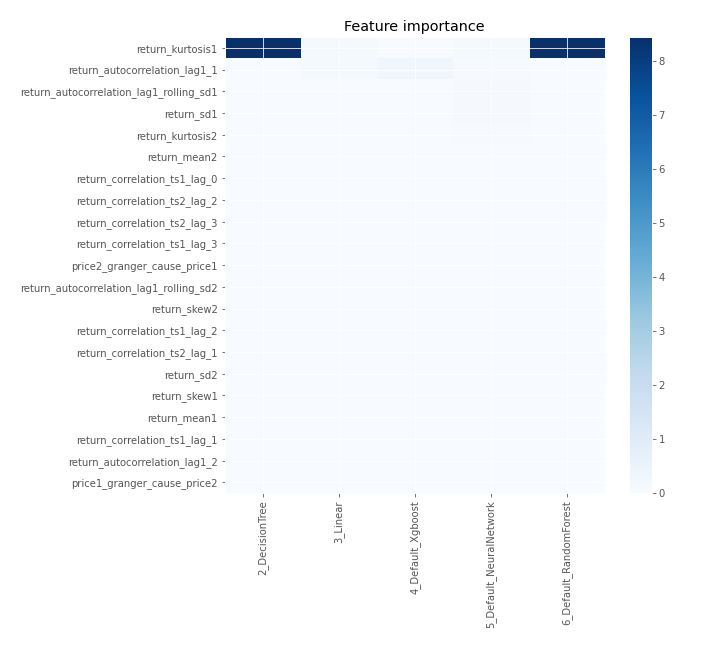 Feature importance
return_kurtosis1
return_autocorrelation_lag1_1
return_autocorrelation_lag1_rolling_sd1
return_sd1
return_kurtosis2
return_mean2
return_correlation_ts1_lag_0
return_correlation_ts2_lag_2
return_correlation_ts2_lag_3
return_correlation_ts1_lag_3
price2_granger_cause_price1
return_autocorrelation_lag1_rolling_sd2
return_skew2
return_correlation_ts1_lag_2
return_correlation_ts2_lag_1
return_sd2
return_skew1
return_mean1
return_correlation_ts1_lag_1
return_autocorrelation_lag1_2
price1_granger_cause_price2
2_DecisionTree
3_Linear
4_Default_Xgboost
5_Default_NeuralNetwork
6_Default_RandomForest
8
7
6
5
4
3
2
1
0